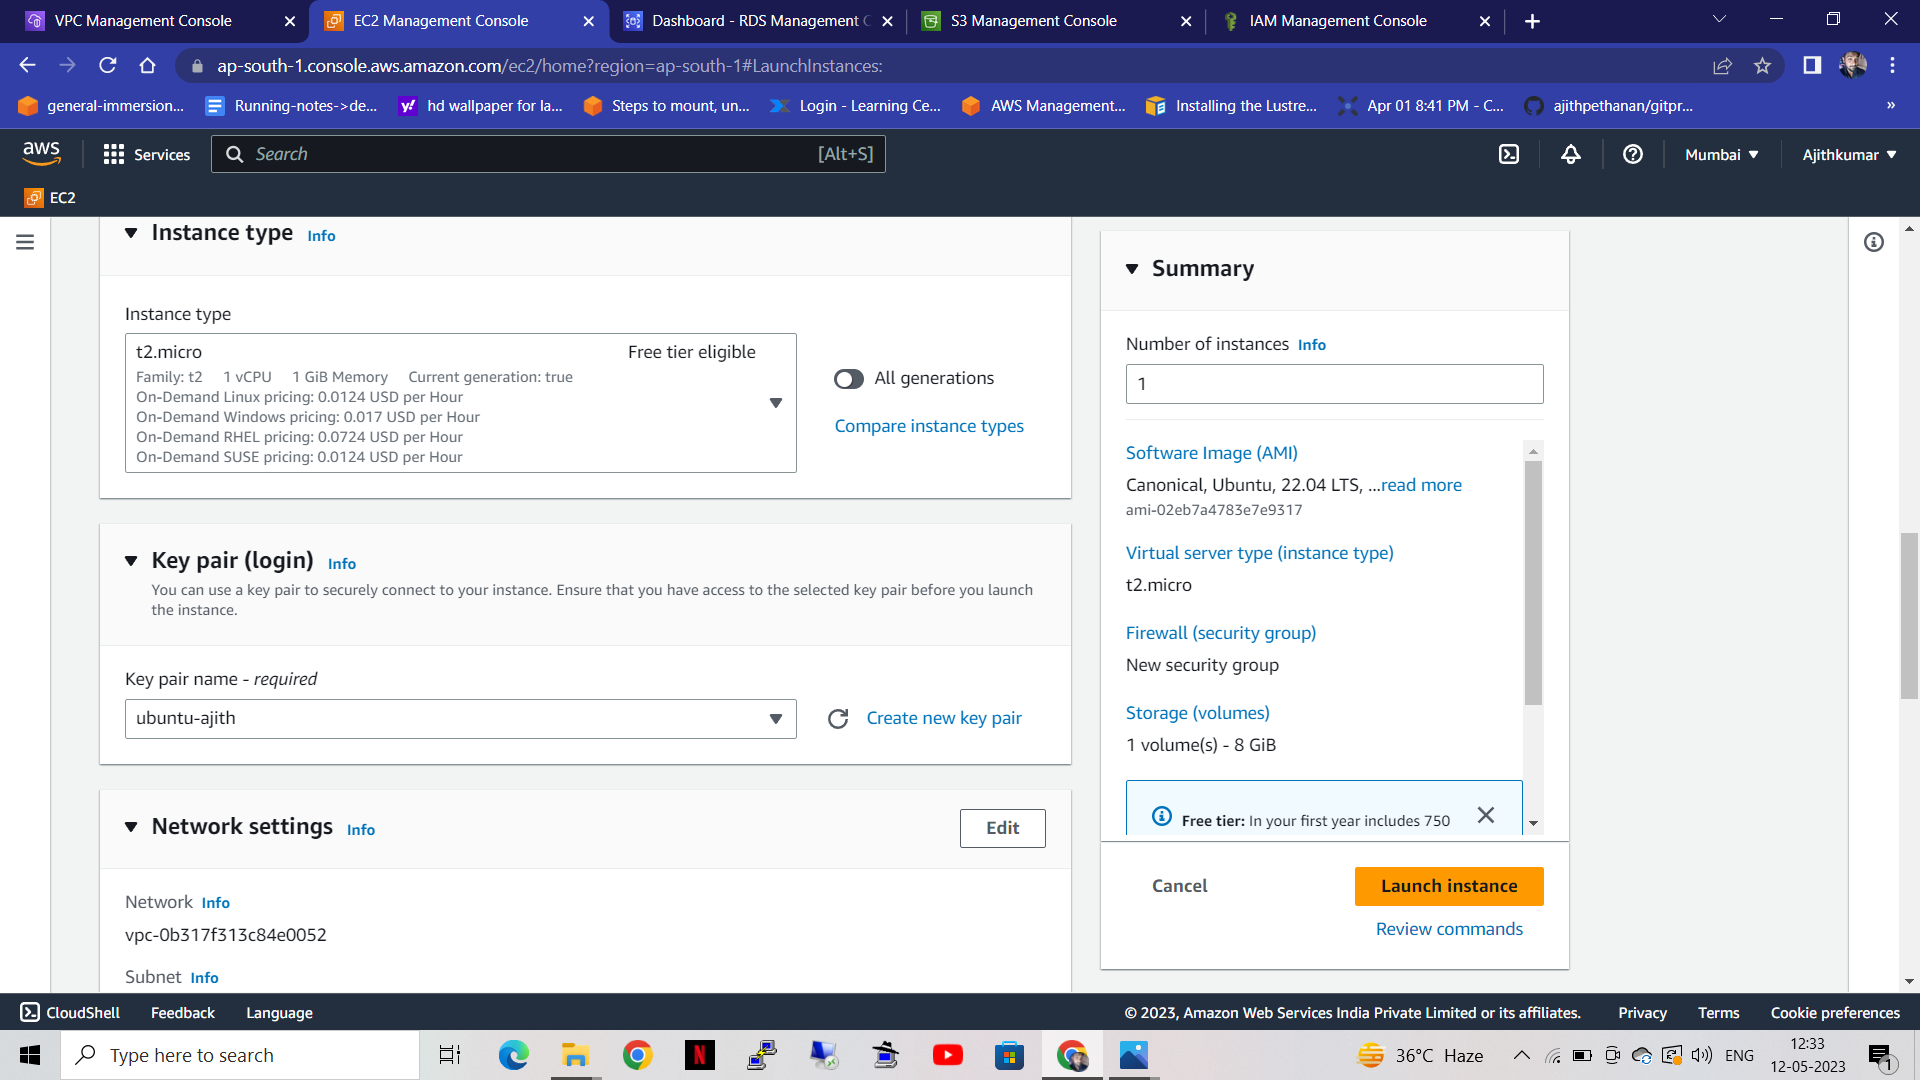 VPC Management Console
EC2 Management Console
Dashboard - RDS Management C
S3 Management Console
IAM Management Console
ap-south-1.console.aws.amazon.com/ec2/home?region=ap-south-1#LaunchInstances:
general-immersion...
Running-notes->de...
hd wallpaper for la...
Steps to mount, un...
Login - Learning Ce...
AWS Management...
Installing the Lustre...
Apr 01 8:41 PM - C...
ajithpethanan/gitpr...
»
aws
Services
Search
[Alt+S]
Mumbai
Ajithkumar
EC2
Instance type Info
Instance type
t2.micro Free tier eligible
Family: t2 1 vCPU 1 GiB Memory Current generation: true
On-Demand Linux pricing: 0.0124 USD per Hour
On-Demand Windows pricing: 0.017 USD per Hour
On-Demand RHEL pricing: 0.0724 USD per Hour
On-Demand SUSE pricing: 0.0124 USD per Hour
All generations
Compare instance types
Key pair (login) Info
You can use a key pair to securely connect to your instance. Ensure that you have access to the selected key pair before you launch
the instance.
Key pair name - required
ubuntu-ajith
Create new key pair
Network settings Info
Edit
Network Info
vpc-0b317f313c84e0052
Subnet Info
Summary
Number of instances Info
1
Software Image (AMI)
Canonical, Ubuntu, 22.04 LTS, ...read more
ami-02eb7a4783e7e9317
Virtual server type (instance type)
t2.micro
Firewall (security group)
New security group
Storage (volumes)
1 volume(s) - 8 GiB
Free tier: In your first year includes 750
Cancel
Launch instance
Review commands
CloudShell
Feedback
Language
© 2023, Amazon Web Services India Private Limited or its affiliates.
Privacy
Terms
Cookie preferences
Type here to search
36°C Haze
ENG
12:33
12-05-2023
1